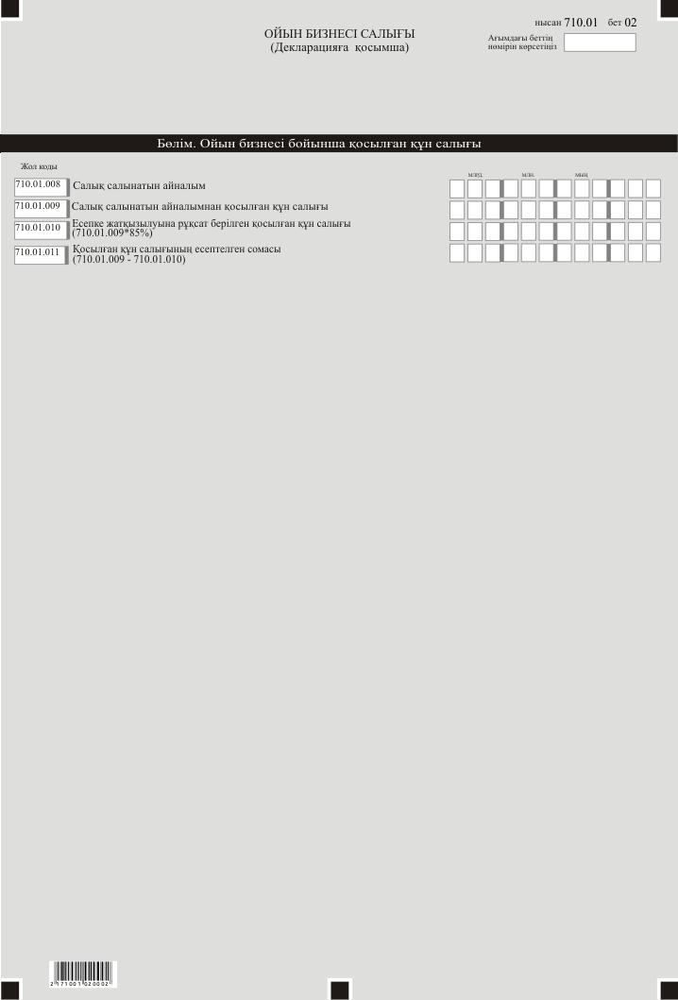 нысан 710.01 бет 02
ОЙЫН БИЗНЕСІ САЛЫҒЫ
(Декларацияға қосымша)
Ағымдағы беттің
нөмірін көрсетіңіз
Бөлім. Ойын бизнесі бойынша қосылған құн салығы
Жол коды
млрд. млн. мың
710.01.008 Салық салынатын айналым
710.01.009 Салық салынатын айналымнан қосылған құн салығы
710.01.010 Есепке жатқызылуына рұқсат берілген қосылған құн салығы
(710.01.009*85%)
710.01.011 Қосылған құн салығының есептелген сомасы
(710.01.009 - 710.01.010)
2 171001 020002